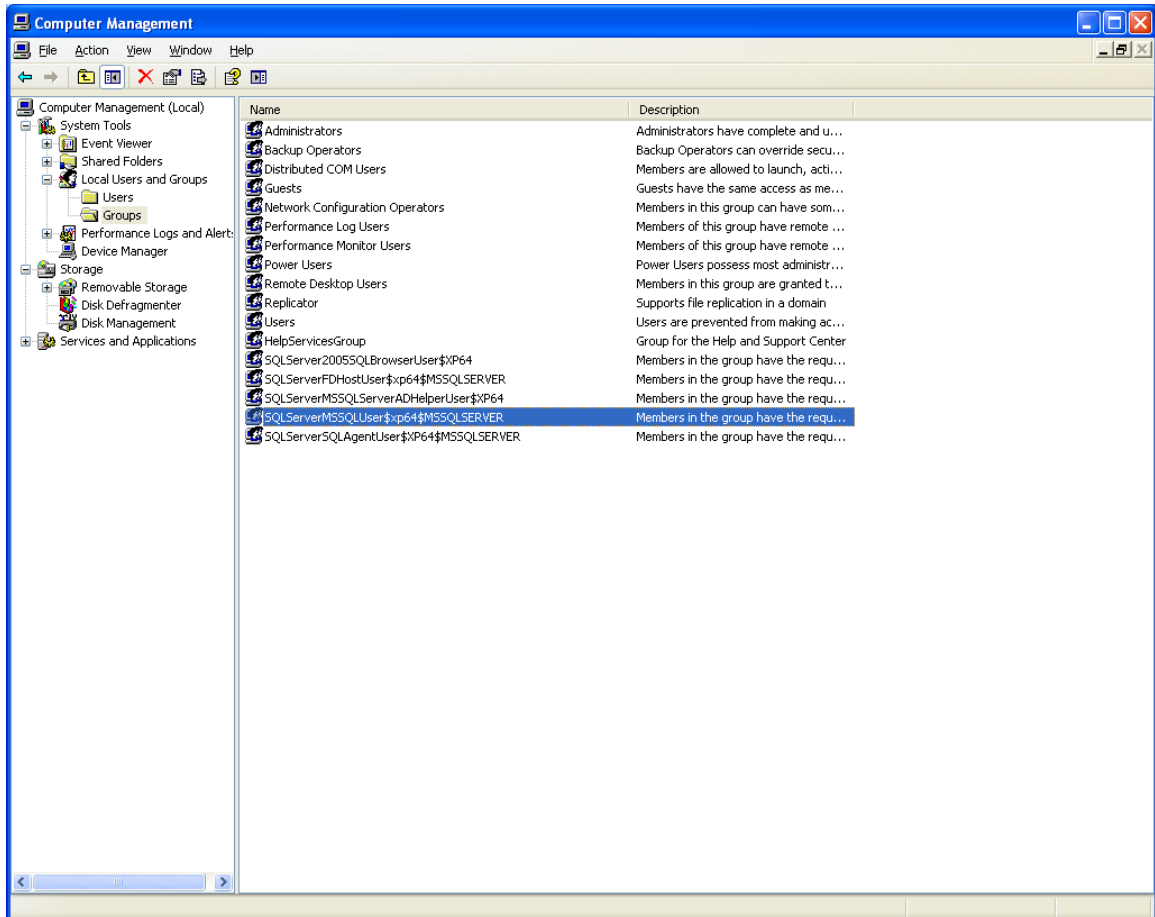 Computer Management
File Action View Window Help
Computer Management (Local)
System Tools
Event Viewer
Shared Folders
Local Users and Groups
Users
Groups
Performance Logs and Alert:
Device Manager
Storage
Removable Storage
Disk Defragmenter
Disk Management
Services and Applications
Name Description
Administrators Administrators have complete and u...
Backup Operators Backup Operators can override secu...
Distributed COM Users Members are allowed to launch, acti...
Guests Guests have the same access as me...
Network Configuration Operators Members in this group can have som...
Performance Log Users Members of this group have remote ...
Performance Monitor Users Members of this group have remote ...
Power Users Power Users possess most administr...
Remote Desktop Users Members in this group are granted t...
Replicator Supports file replication in a domain
Users Users are prevented from making ac...
HelpServicesGroup Group for the Help and Support Center
SQLServer2005SQLBrowserUser$XP64 Members in the group have the requ...
SQLServerFDHostUser$xp64$MSSQLSERVER Members in the group have the requ...
SQLServerMSSQLServerADHelperUser$XP64 Members in the group have the requ...
SQLServerMSSQLUser$xp64$MSSQLSERVER Members in the group have the requ...
SQLServerSQLAgentUser$XP64$MSSQLSERVER Members in the group have the requ...